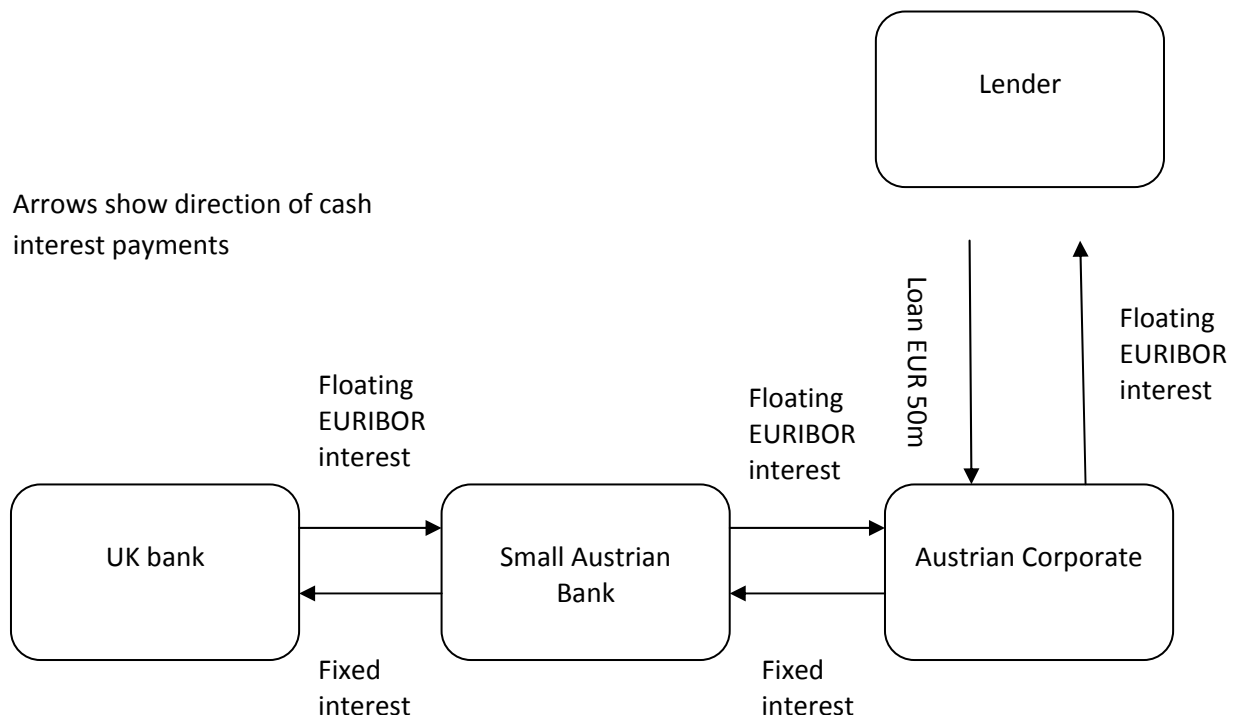 Lender
Arrows show direction of cash
interest payments
Loan EUR 50m
Floating
EURIBOR
interest
Floating
EURIBOR
interest
Floating
EURIBOR
interest
UK bank
Small Austrian
Bank
Austrian Corporate
Fixed
interest
Fixed
interest